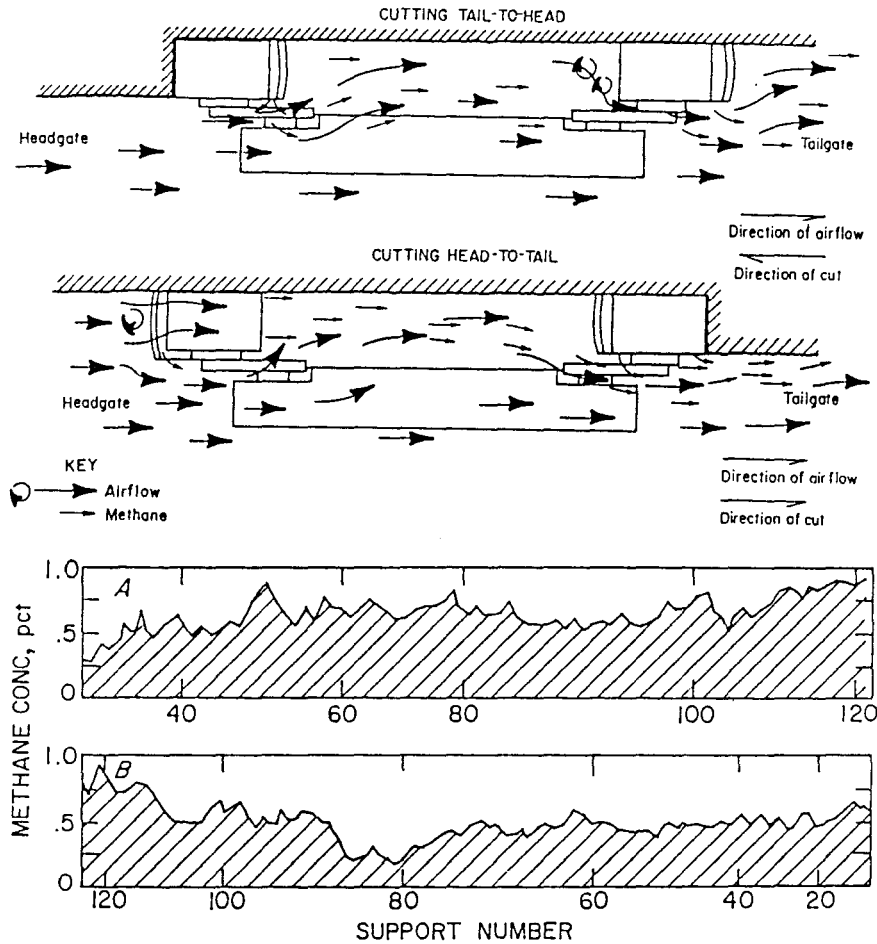 CUTTING TAIL-TO-HEAD
Headgate
Tailgate
Direction of airflow
Direction of cut
CUTTING HEAD-TO-TAIL
Headgate
Tailgate
KEY
Airflow
Methane
Direction of airflow
Direction of cut
METHANE CONC, pct
1.0
.5
0
A
40 60 80 100 120
1.0
.5
0
B
120 100 80 60 40 20
SUPPORT NUMBER